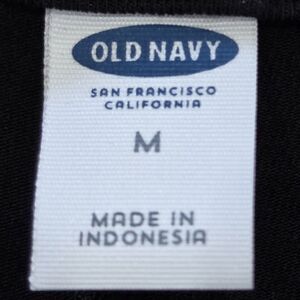 OLD NAVY
SAN FRANCISCO
CALIFORNIA
M
MADE IN
INDONESIA